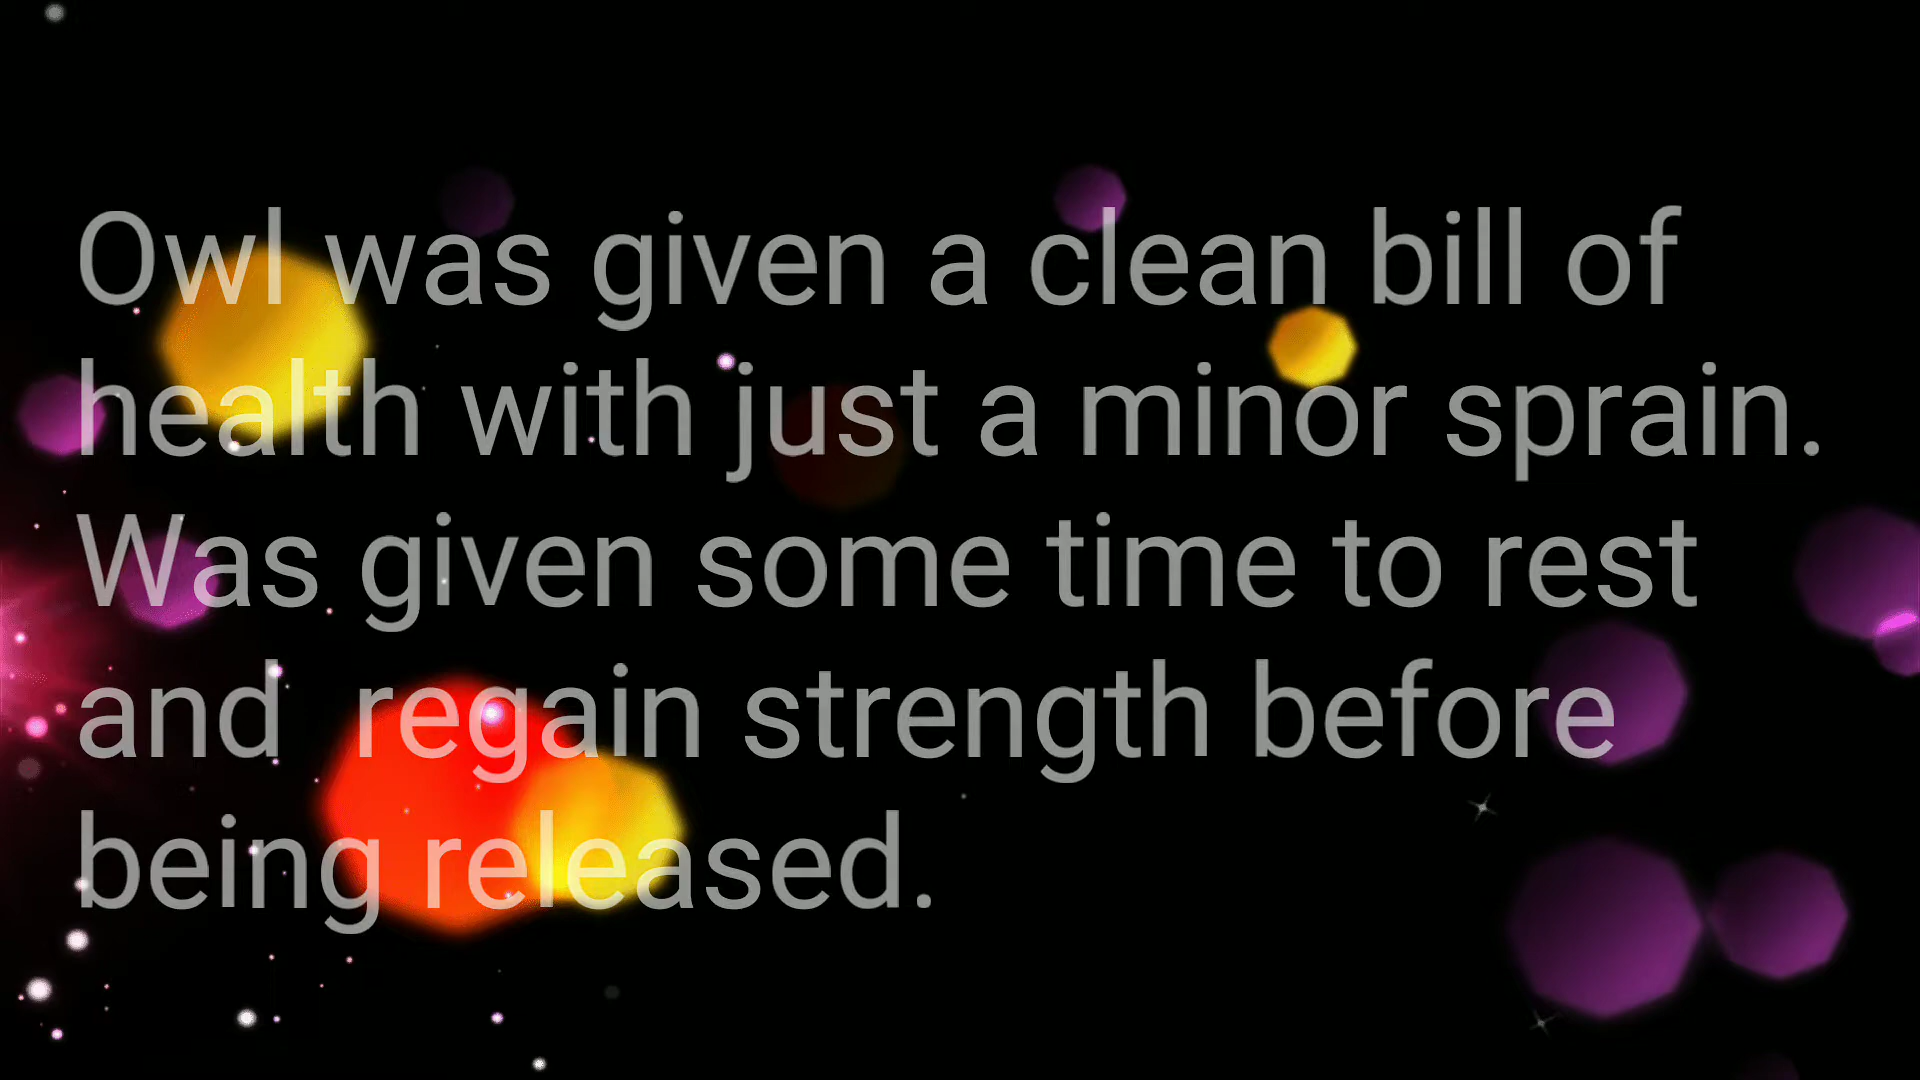 Owl was given a clean bill of
health with just a minor sprain.
Was given some time to rest
and  regain strength before
being released.